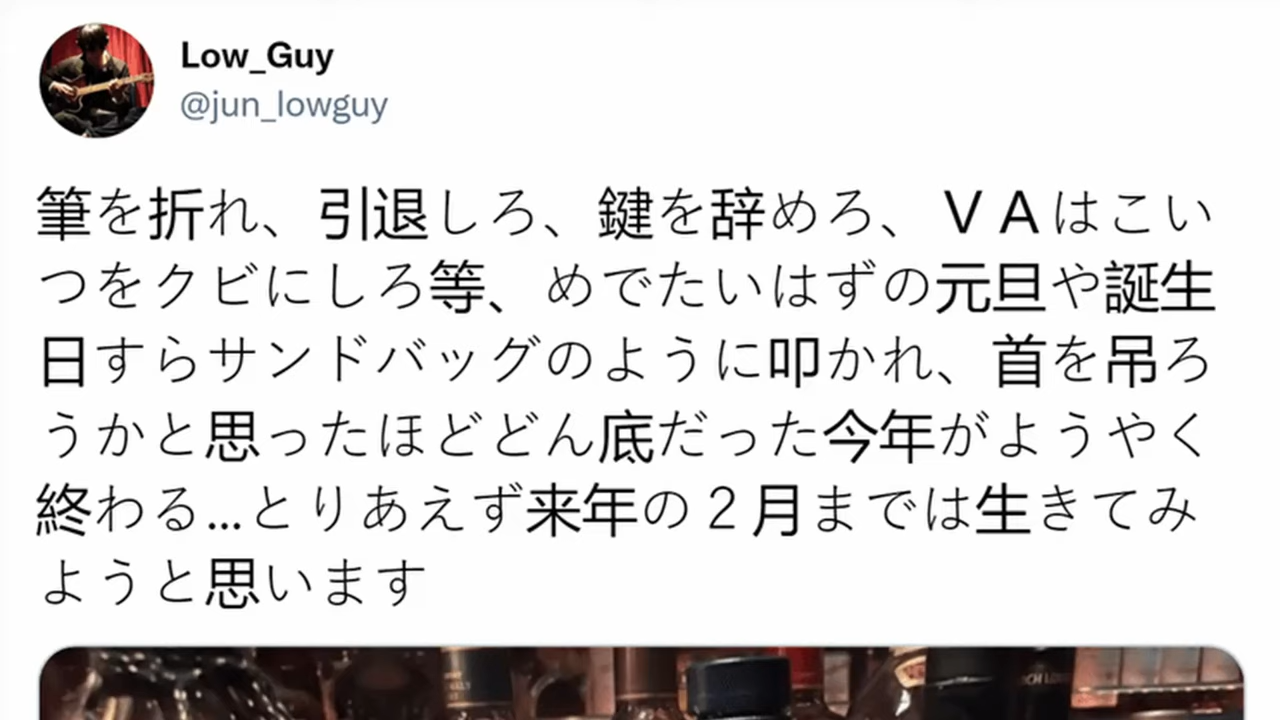 Low_Guy
@jun_lowguy
筆を折れ、引退しろ、鍵を辞めろ、ＶＡはこい
つをクビにしろ等、めでたいはずの元旦や誕生
日すらサンドバッグのように叩かれ、首を吊ろ
うかと思ったほどどん底だった今年がようやく
終わる...とりあえず来年の２月までは生きてみ
ようと思います